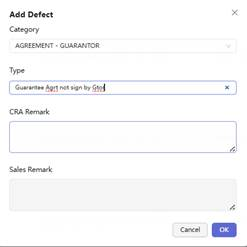 Add Defect
Category
AGREEMENT - GUARANTOR
Type
Guarantee Agrt not sign by Gtor
CRA Remark
Sales Remark
Cancel
OK